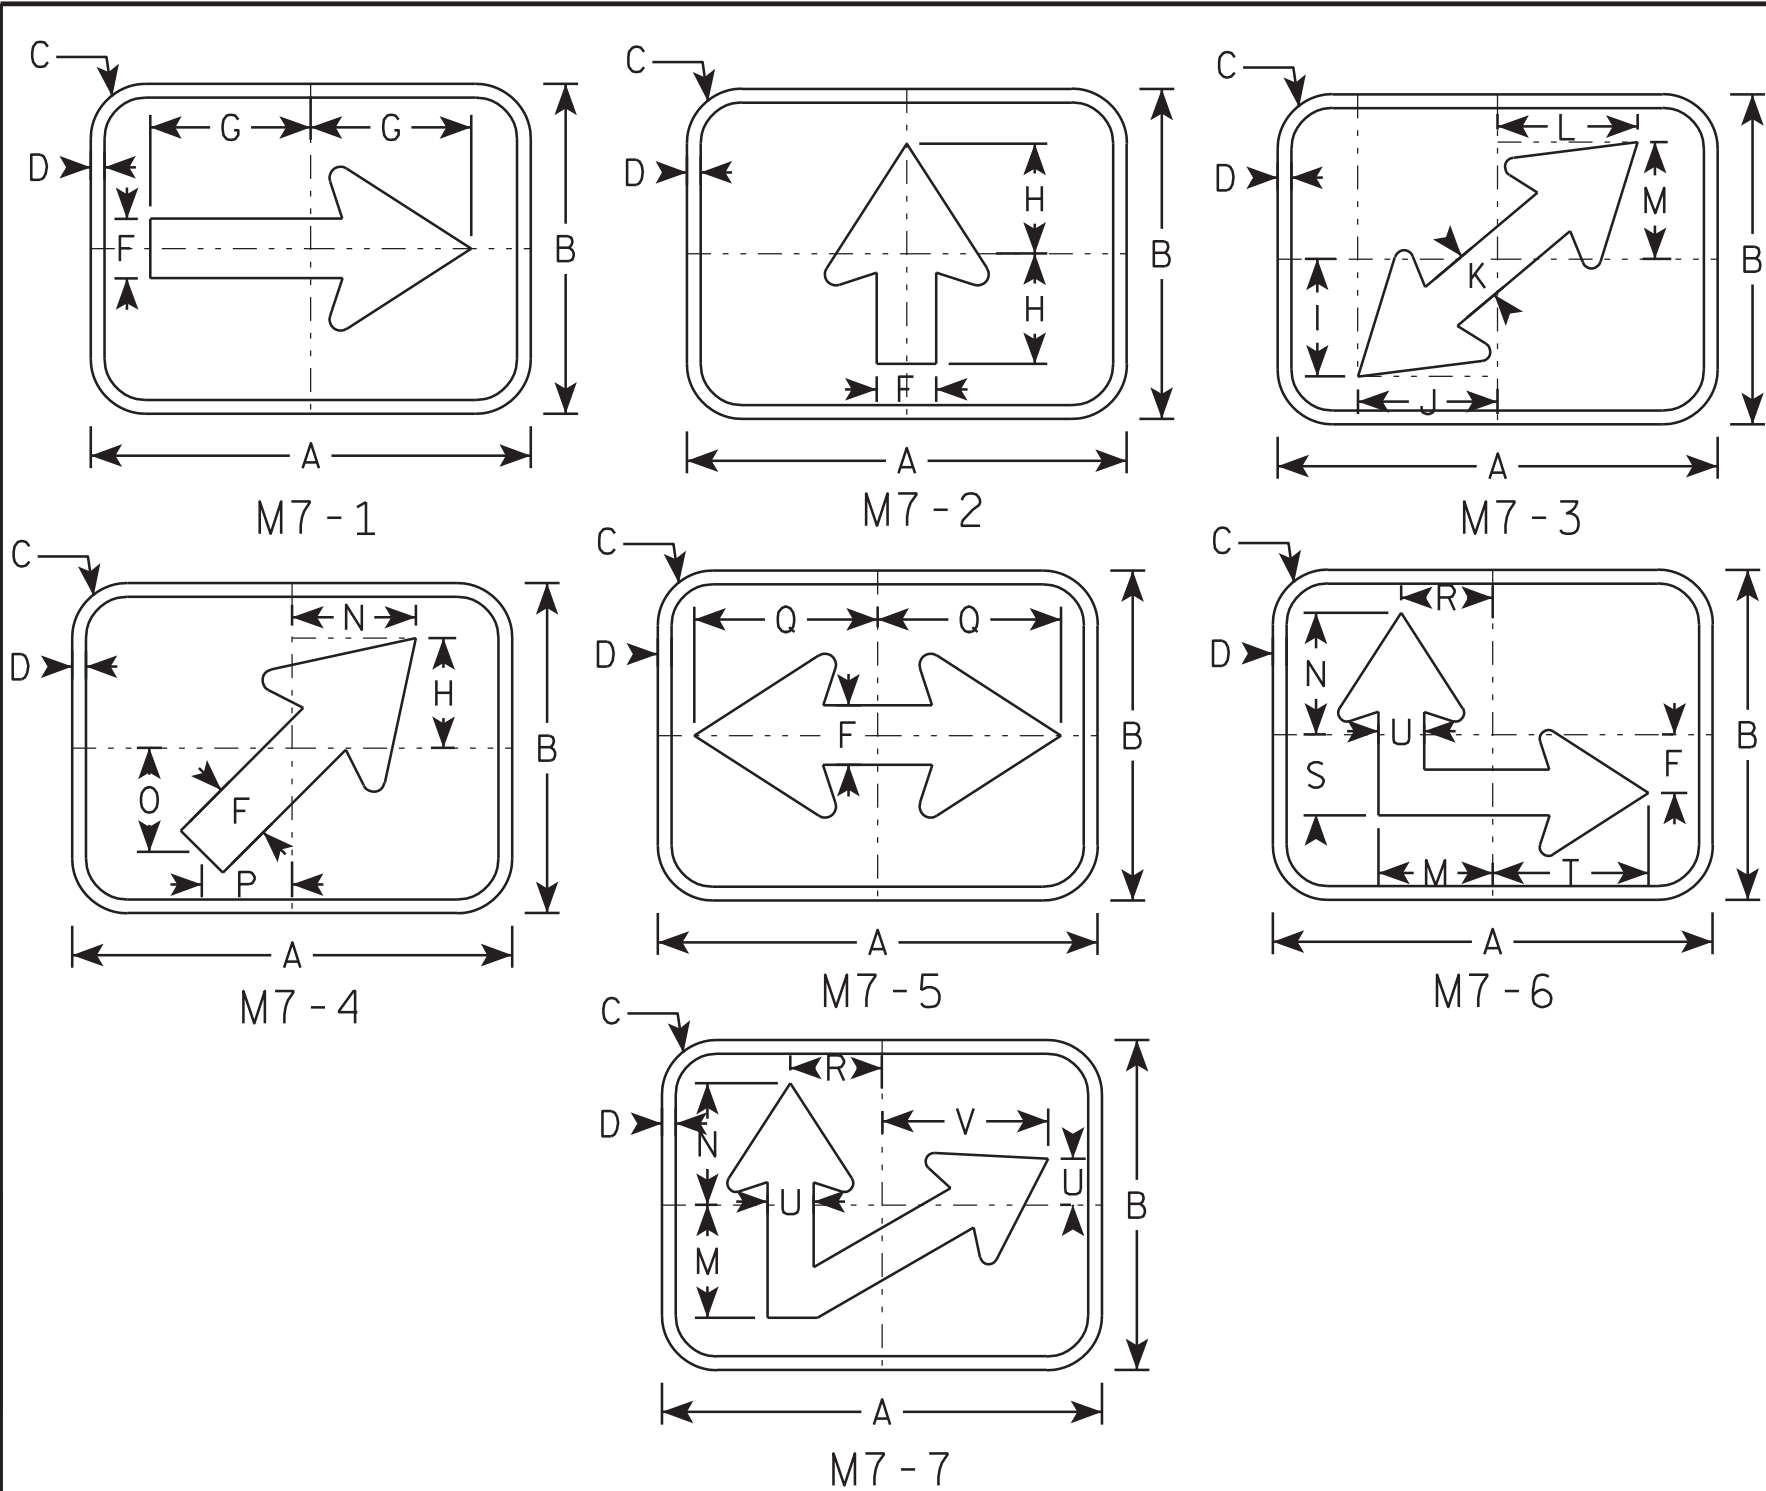 C C C
G G L
D D H D M
F B B K B
H I
F J
A A A
M7-1 M7-2 M7-3
C C C
N Q Q R
D H D D N
B F B U B
O F S F
P M T
A A A
M7-4 M7-5 M7-6
C
R
D V
N U
U B
M
A
M7-7